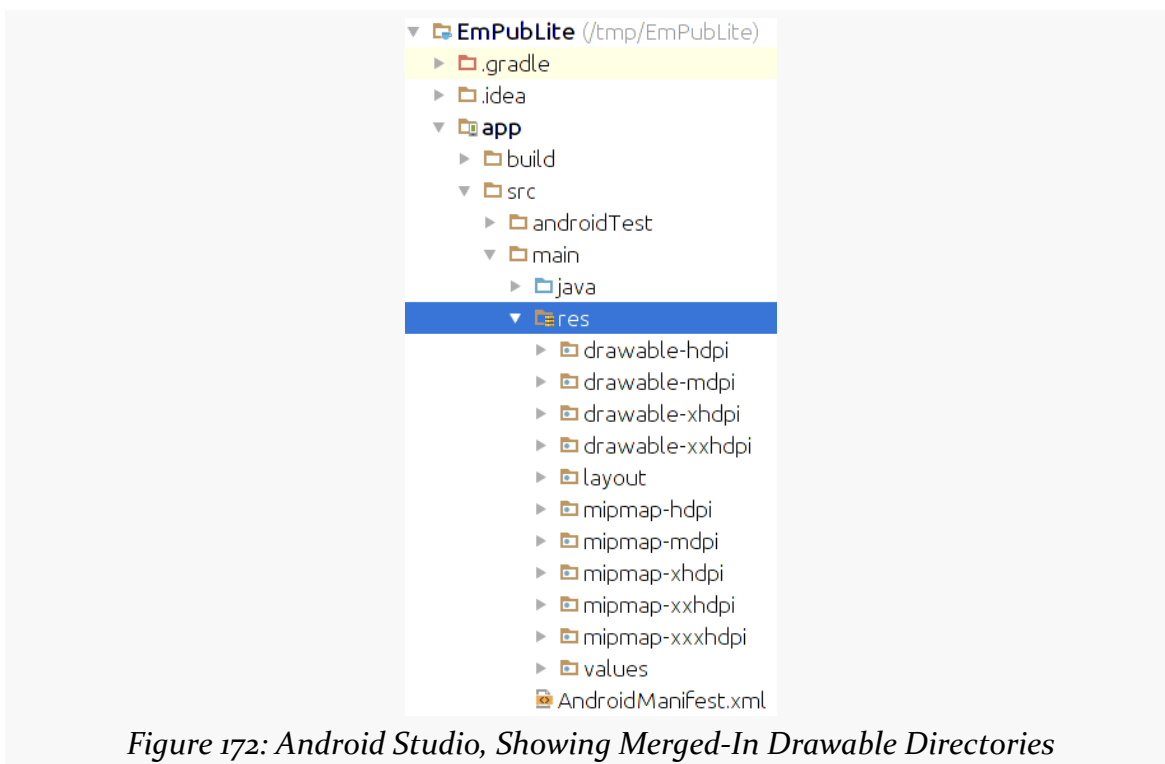 EmPubLite (/tmp/EmPubLite)
.gradle
.idea
app
build
src
androidTest
main
java
res
drawable-hdpi
drawable-mdpi
drawable-xhdpi
drawable-xxhdpi
layout
mipmap-hdpi
mipmap-mdpi
mipmap-xhdpi
mipmap-xxhdpi
mipmap-xxxhdpi
values
AndroidManifest.xml
Figure 172: Android Studio, Showing Merged-In Drawable Directories